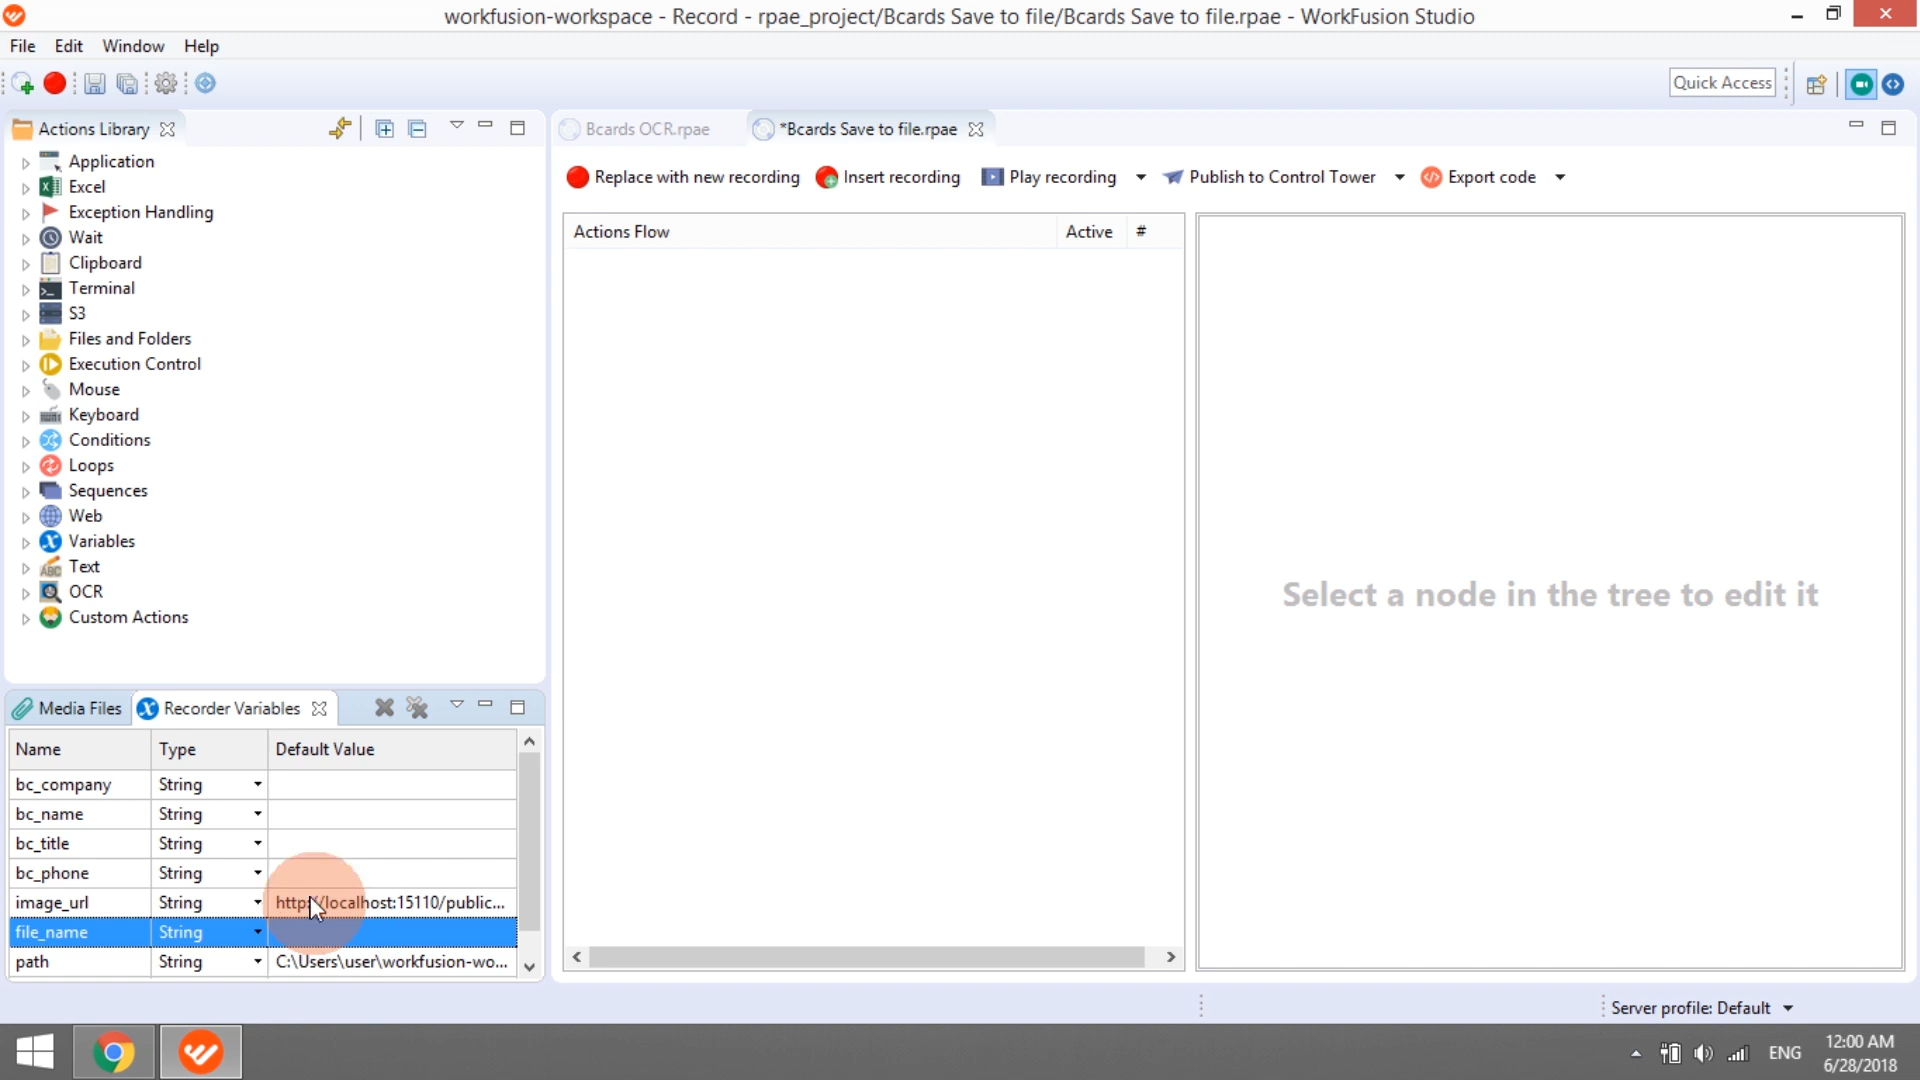 workfusion-workspace - Record - rpae_project/Bcards Save to file/Bcards Save to file.rpae - WorkFusion Studio
File Edit Window Help
Quick Access
Actions Library
Application
Excel
Exception Handling
Wait
Clipboard
Terminal
S3
Files and Folders
Execution Control
Mouse
Keyboard
Conditions
Loops
Sequences
Web
Variables
Text
OCR
Custom Actions
Bcards OCR.rpae *Bcards Save to file.rpae
Replace with new recording Insert recording Play recording Publish to Control Tower Export code
Actions Flow Active #
Select a node in the tree to edit it
Media Files Recorder Variables
Name Type Default Value
bc_company String
bc_name String
bc_title String
bc_phone String
image_url String http://localhost:15110/public...
file_name String
path String C:\Users\user\workfusion-wo...
Server profile: Default
ENG
12:00 AM
6/28/2018